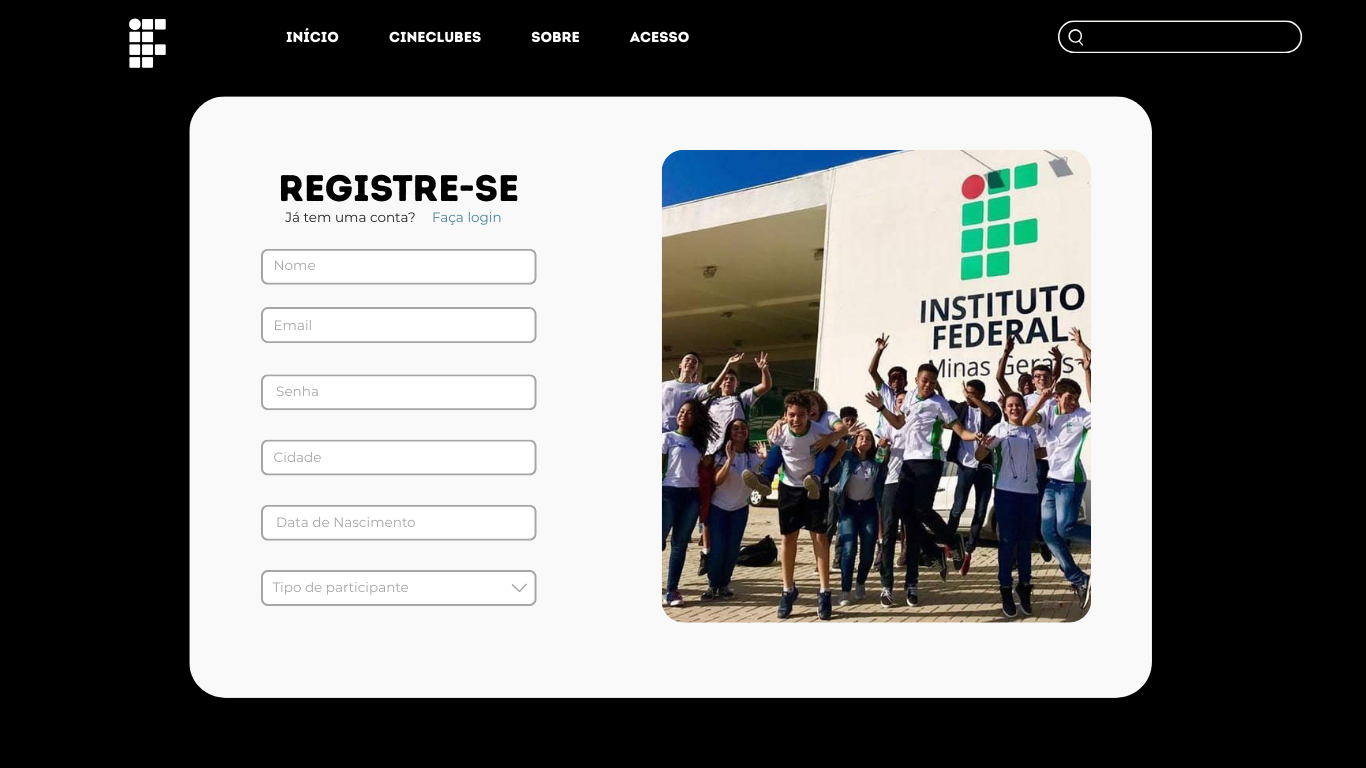 INÍCIO CINECLUBES SOBRE ACESSO
REGISTRE-SE
Já tem uma conta? Faça login
Nome
Email
Senha
Cidade
Data de Nascimento
Tipo de participante
INSTITUTO
FEDERAL
Minas Gerais